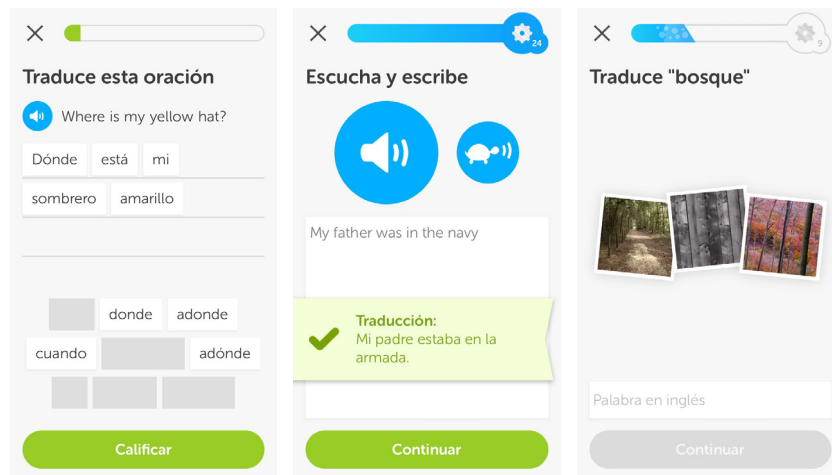 Traduce esta oración
Where is my yellow hat?
Dónde está mi
sombrero amarillo
donde adonde
cuando adónde
Calificar
24
Escucha y escribe
My father was in the navy
Traducción:
Mi padre estaba en la
armada.
Continuar
9
Traduce "bosque"
Palabra en inglés
Continuar